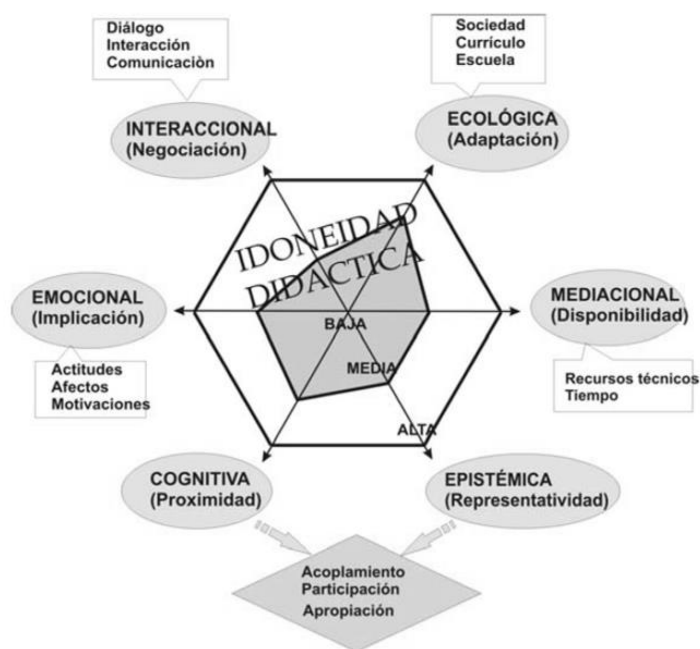 Diálogo
Interacción
Comunicaciòn
Sociedad
Currículo
Escuela
INTERACCIONAL
(Negociación)
ECOLÓGICA
(Adaptación)
IDONEIDAD
DIDACTICA
EMOCIONAL
(Implicación)
MEDIACIONAL
(Disponibilidad)
BAJA
MEDIA
ALTA
Actitudes
Afectos
Motivaciones
Recursos técnicos
Tiempo
COGNITIVA
(Proximidad)
EPISTÉMICA
(Representatividad)
Acoplamiento
Participación
Apropiación